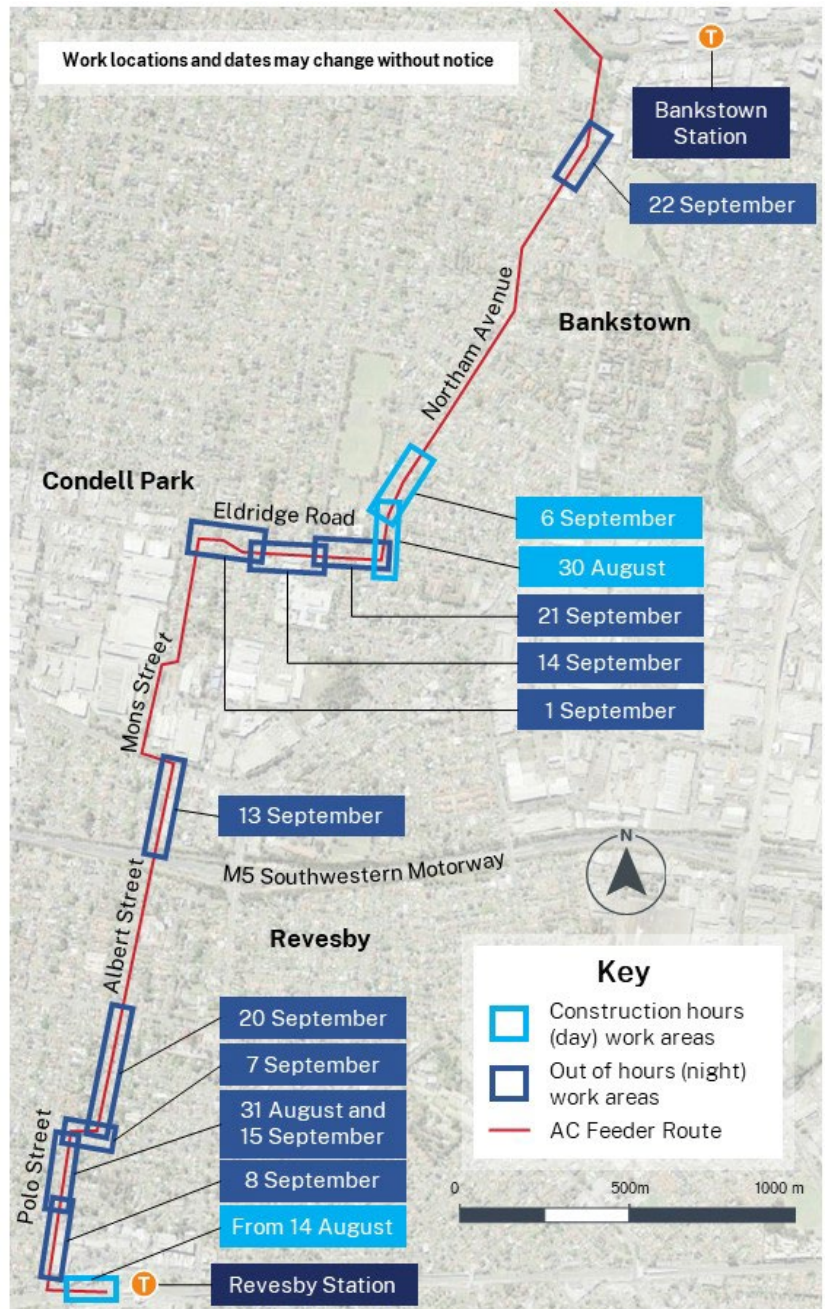 Work locations and dates may change without notice
T
Bankstown
Station
22 September
Northam Avenue
Bankstown
Condell Park
Eldridge Road
6 September
30 August
21 September
14 September
1 September
Mons Street
13 September
M5 Southwestern Motorway
N
Albert Street
Revesby
20 September
7 September
31 August and
15 September
8 September
From 14 August
Polo Street
T
Revesby Station
Key
Construction hours
(day) work areas
Out of hours (night)
work areas
AC Feeder Route
0
500m
1000 m